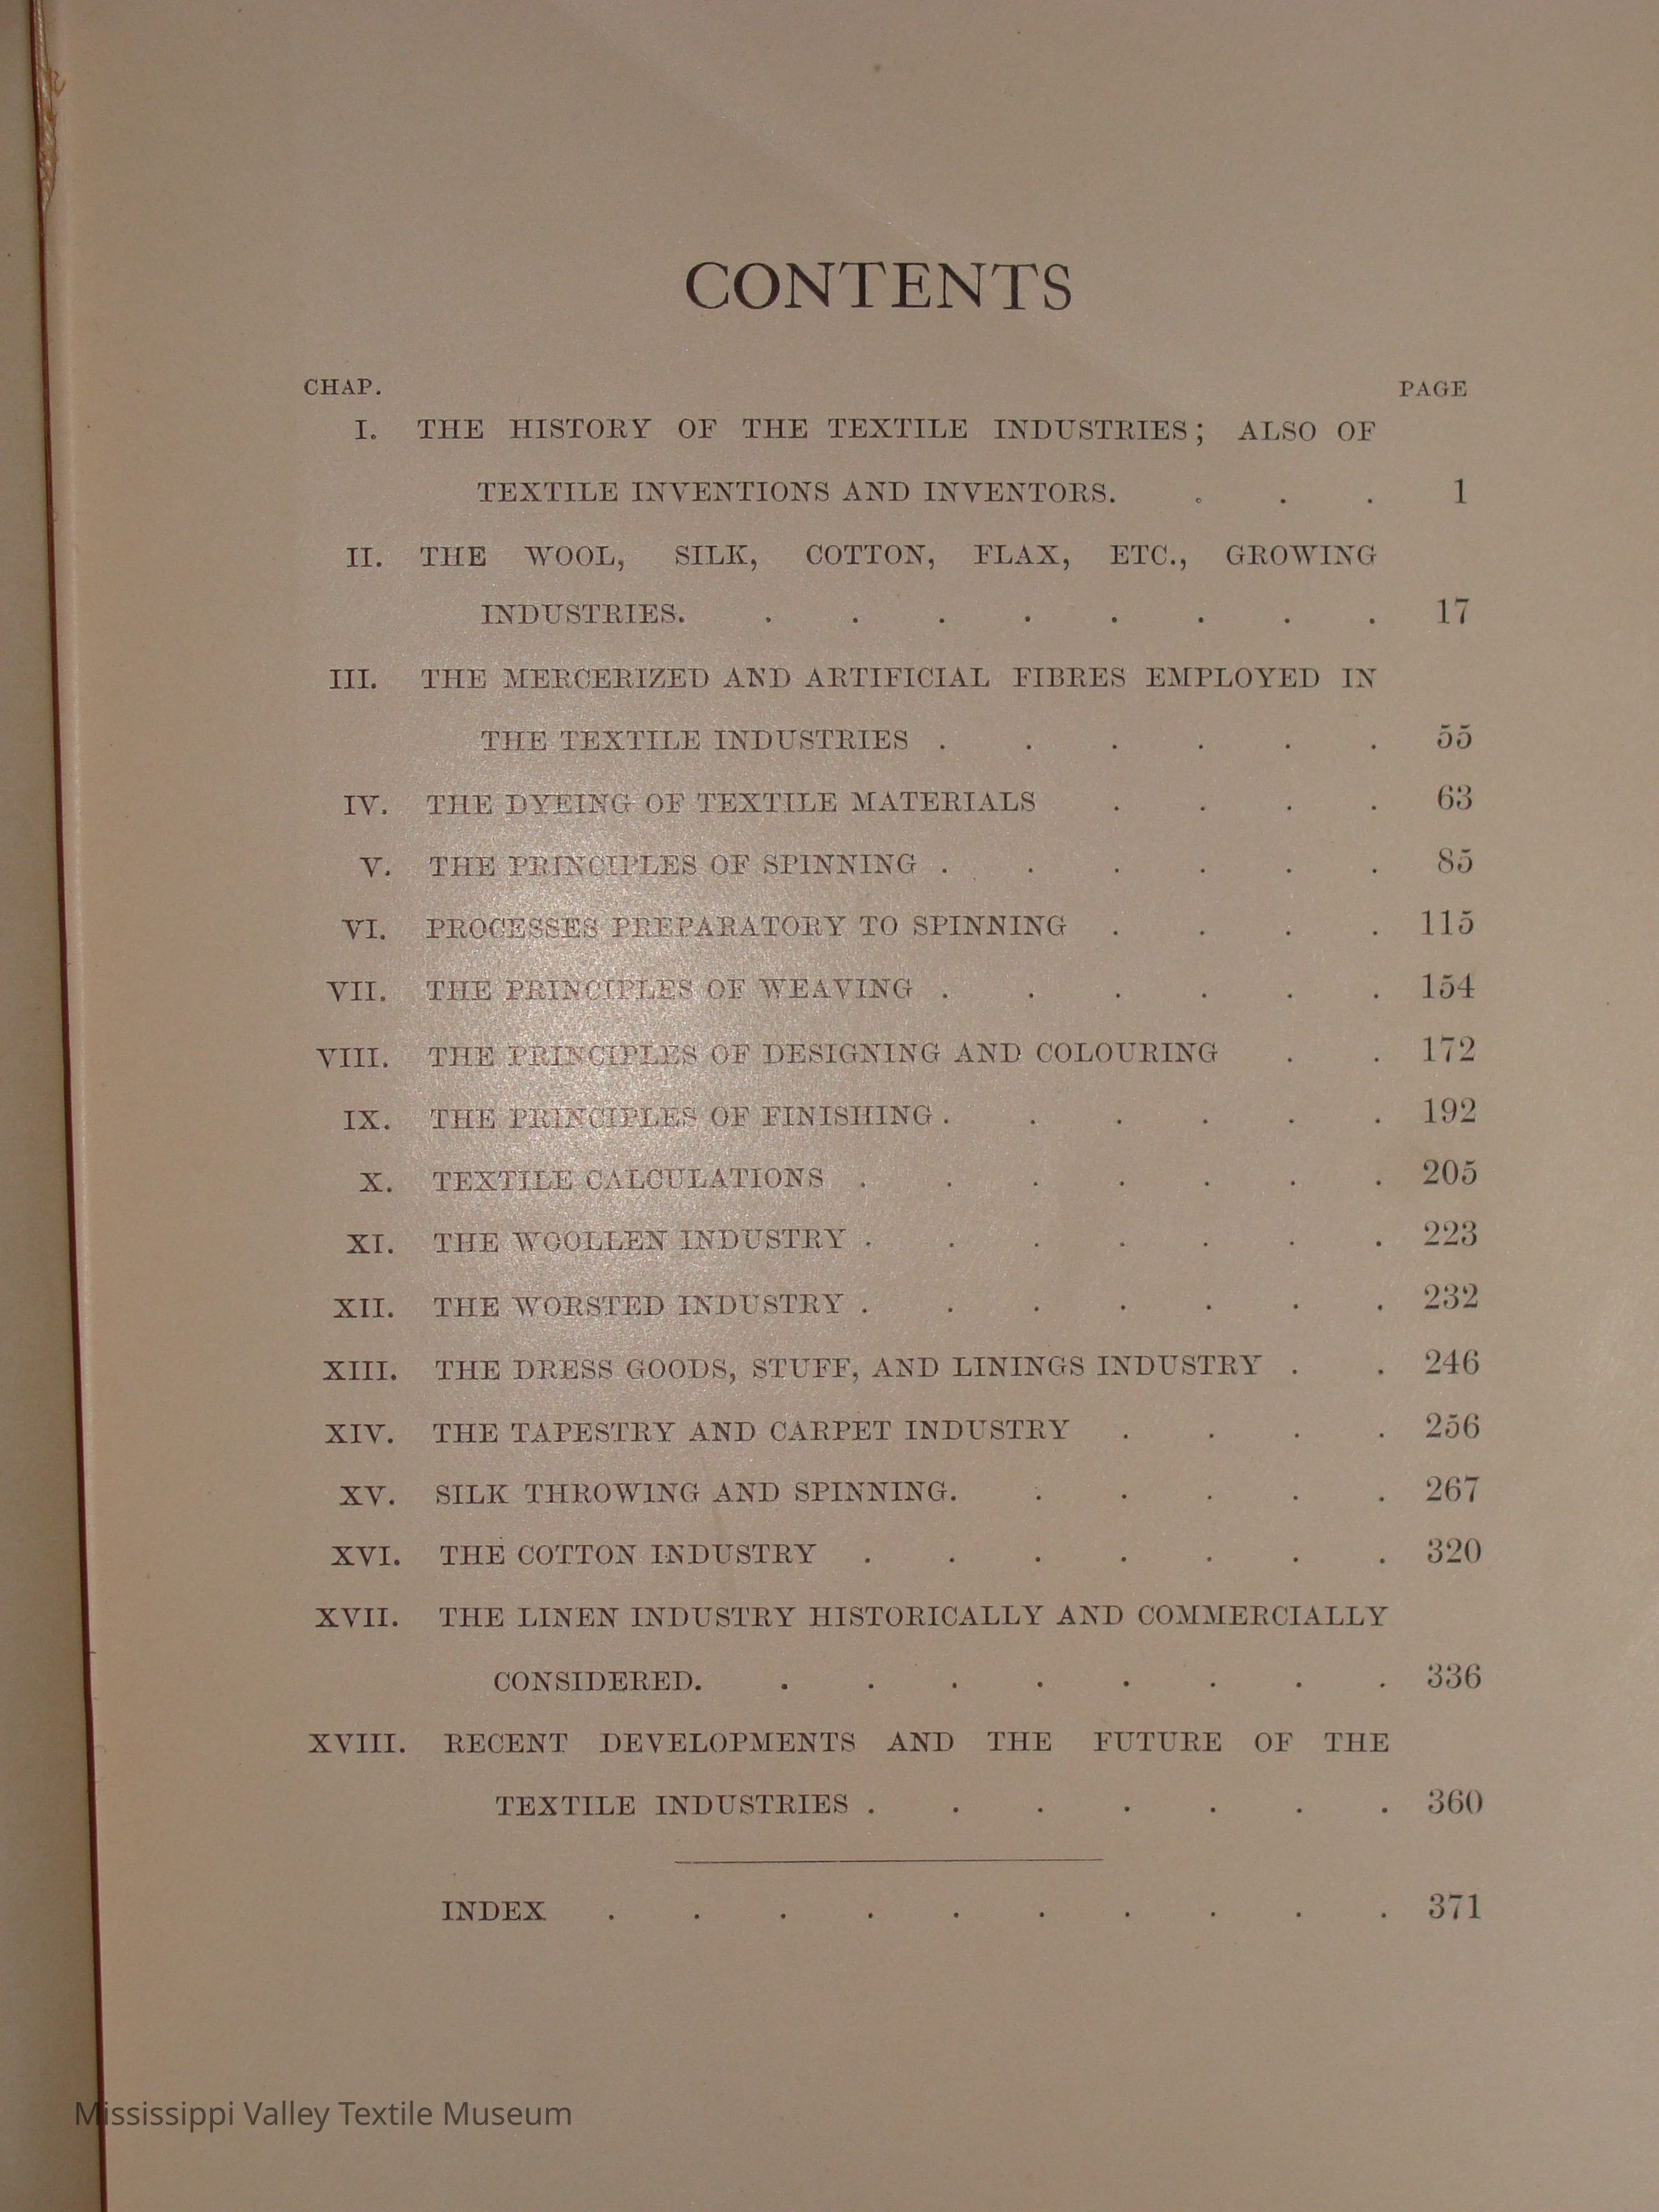 CONTENTS
CHAP. PAGE
I. THE HISTORY OF THE TEXTILE INDUSTRIES; ALSO OF
TEXTILE INVENTIONS AND INVENTORS. . . . 1
II. THE WOOL, SILK, COTTON, FLAX, ETC., GROWING
INDUSTRIES. . . . . . . . . 17
III. THE MERCERIZED AND ARTIFICIAL FIBRES EMPLOYED IN
THE TEXTILE INDUSTRIES . . . . . . 55
IV. THE DYEING OF TEXTILE MATERIALS . . . . 63
V. THE PRINCIPLES OF SPINNING . . . . . . 85
VI. PROCESSES PREPARATORY TO SPINNING . . . . 115
VII. THE PRINCIPLES OF WEAVING . . . . . . 154
VIII. THE PRINCIPLES OF DESIGNING AND COLOURING . . 172
IX. THE PRINCIPLES OF FINISHING . . . . . . 192
X. TEXTILE CALCULATIONS . . . . . . . 205
XI. THE WOOLLEN INDUSTRY . . . . . . . 223
XII. THE WORSTED INDUSTRY . . . . . . . 232
XIII. THE DRESS GOODS, STUFF, AND LININGS INDUSTRY . . 246
XIV. THE TAPESTRY AND CARPET INDUSTRY . . . . 256
XV. SILK THROWING AND SPINNING. . . . . . 267
XVI. THE COTTON INDUSTRY . . . . . . . 320
XVII. THE LINEN INDUSTRY HISTORICALLY AND COMMERCIALLY
CONSIDERED. . . . . . . . . 336
XVIII. RECENT DEVELOPMENTS AND THE FUTURE OF THE
TEXTILE INDUSTRIES . . . . . . . 360
INDEX . . . . . . . . . . 371
Mississippi Valley Textile Museum